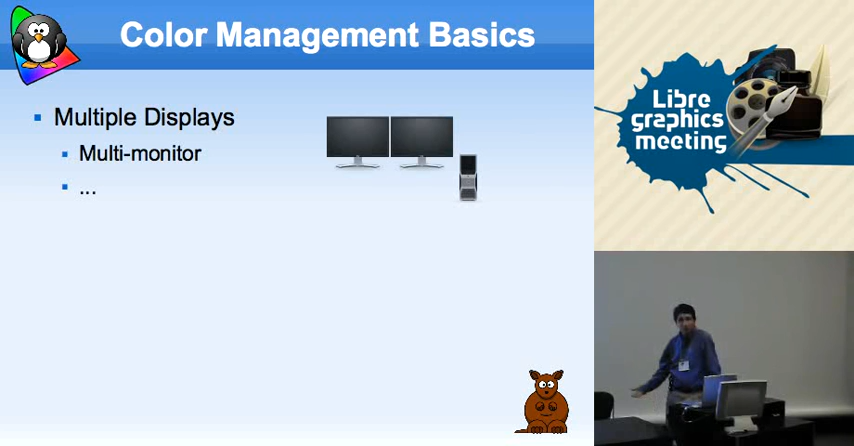 Color Management Basics
Multiple Displays
Multi-monitor
...
Libre
graphics
meeting